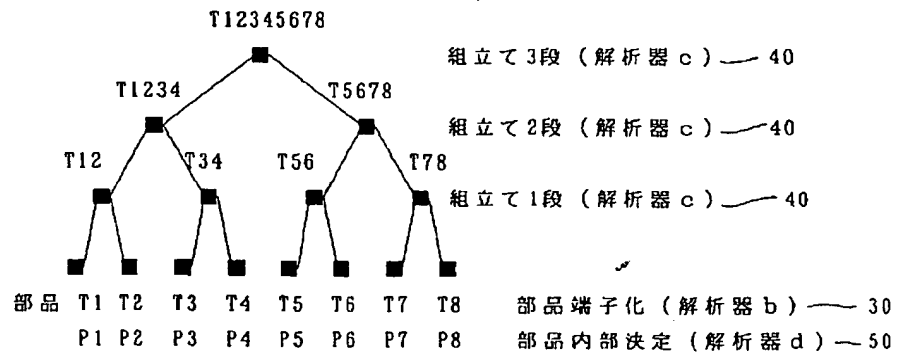 T12345678
組立て3段(解析器c) 40
T1234 T5678
組立て2段(解析器c) 40
T12 T34 T56 T78
組立て1段(解析器c) 40
部品 T1 T2 T3 T4 T5 T6 T7 T8 部品端子化(解析器b) 30
P1 P2 P3 P4 P5 P6 P7 P8 部品内部決定(解析器d) 50